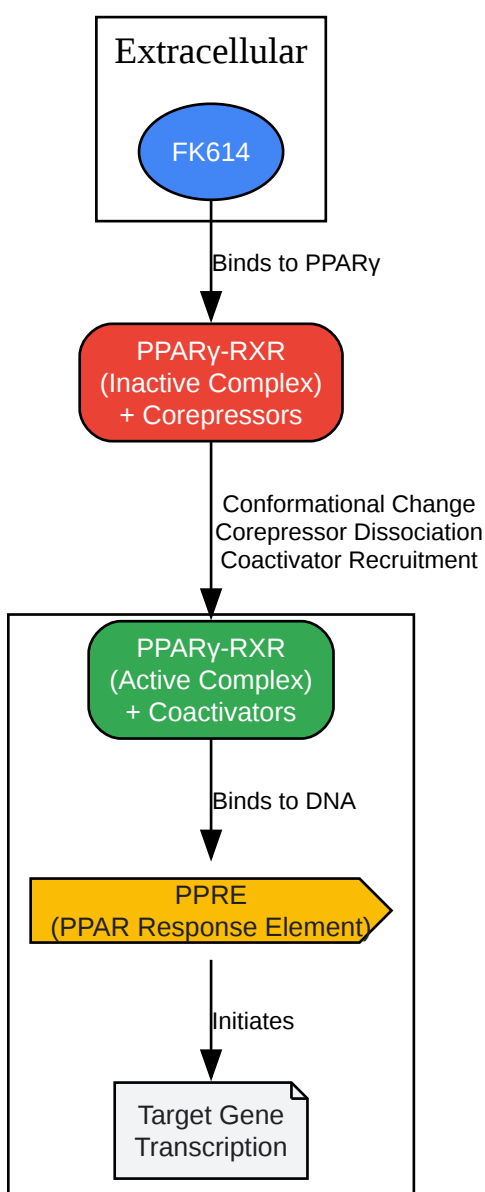 Extracellular
FK614
Binds to PPARγ
PPARγ-RXR
(Inactive Complex)
+ Corepressors
Conformational Change
Corepressor Dissociation
Coactivator Recruitment
PPARγ-RXR
(Active Complex)
+ Coactivators
Binds to DNA
PPRE
(PPAR Response Element)
Initiates
Target Gene
Transcription